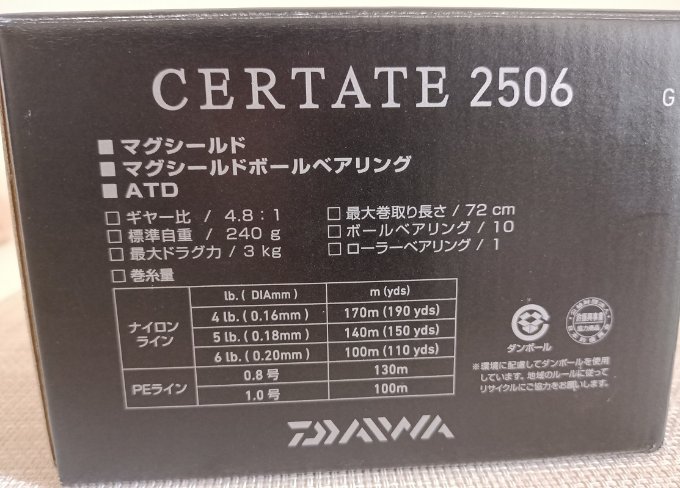 CERTATE 2506
G
■ マグシールド
■ マグシールドボールベアリング
■ ATD
□ ギヤー比 / 4.8：1
□ 標準自重 / 240 g
□ 最大ドラグ力 / 3 kg
□ 最大巻取り長さ / 72 cm
□ ボールベアリング / 10
□ ローラーベアリング / 1
□ 巻糸量
lb. ( DIAmm ) m (yds)
ナイロン
ライン
4 lb. (0.16mm) 170m (190 yds)
5 lb. (0.18mm) 140m (150 yds)
6 lb. (0.20mm) 100m (110 yds)
PEライン
0.8 号 130m
1.0 号 100m
ダンボール
協力商品
※環境に配慮してダンボールを使用
しています。地域のルールに従って
リサイクルにご協力をお願いします。
DAIWA